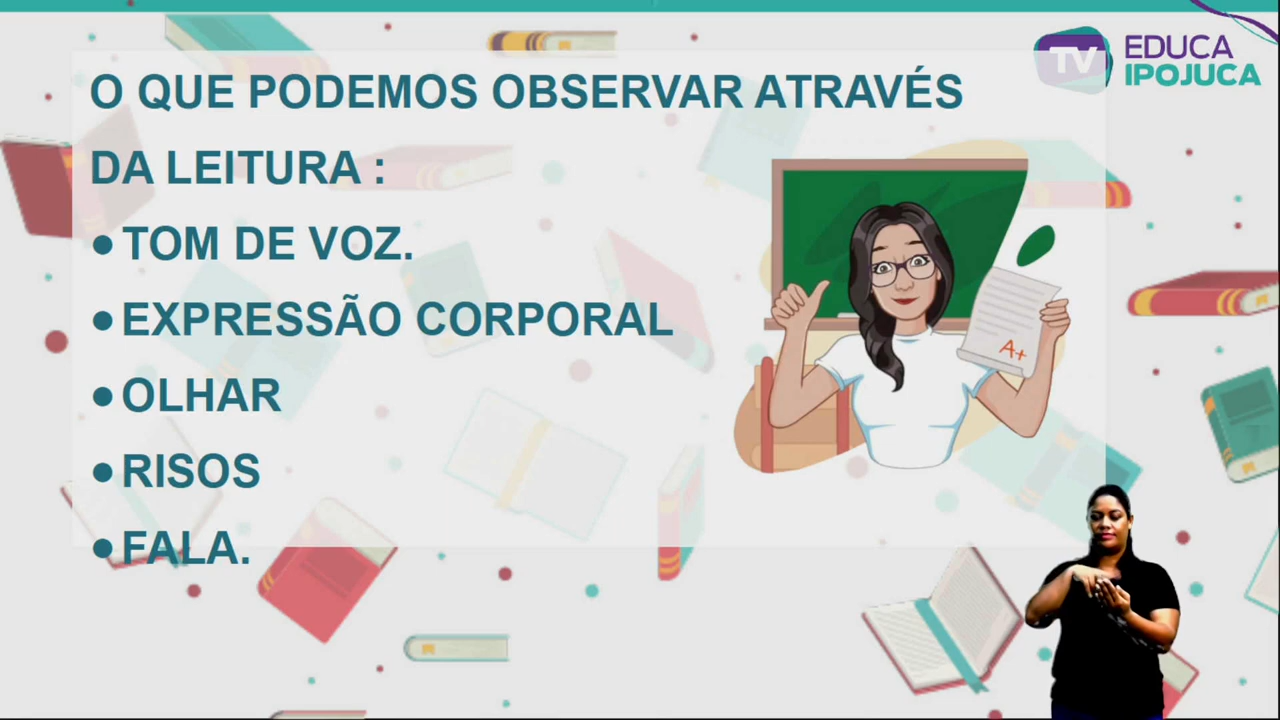 O QUE PODEMOS OBSERVAR ATRAVÉS
DA LEITURA :
●TOM DE VOZ.
●EXPRESSÃO CORPORAL
●OLHAR
●RISOS
●FALA.
TV EDUCA
IPOJUCA
A+